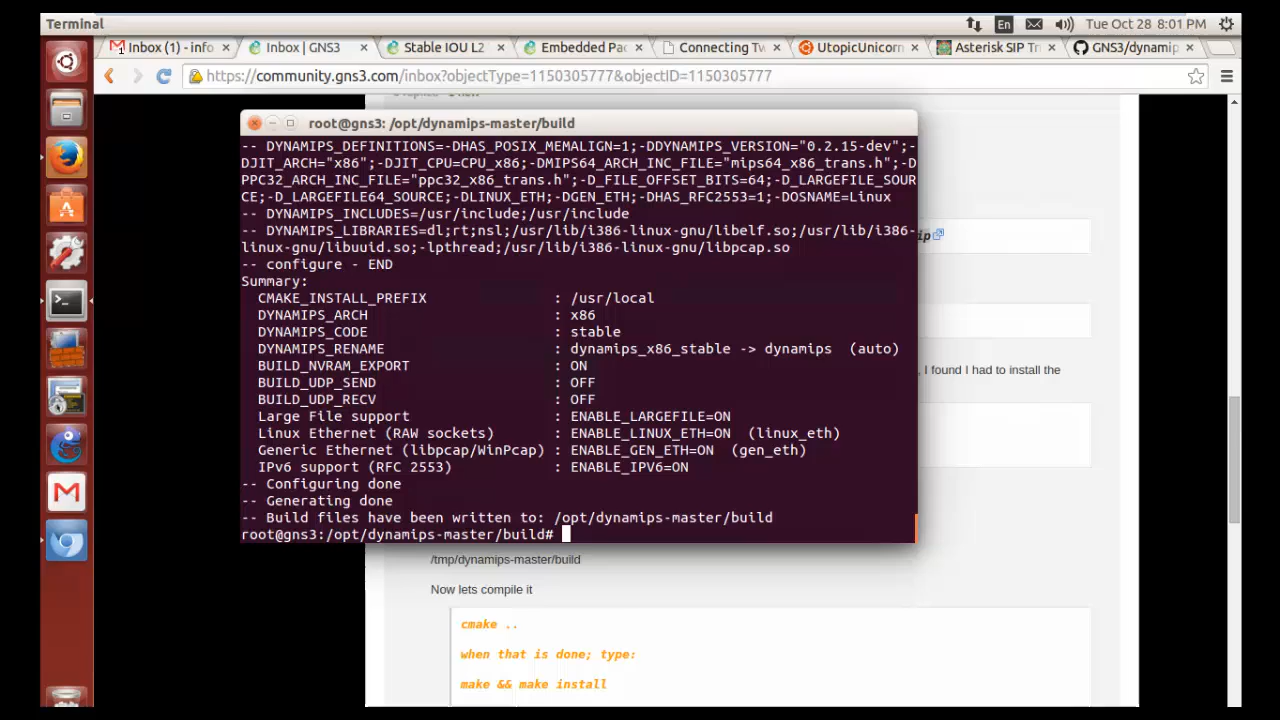 Terminal
En
Tue Oct 28 8:01 PM
Inbox (1) - info
Inbox | GNS3
Stable IOU L2
Embedded Pac
Connecting Tw
UtopicUnicorn
Asterisk SIP Tr
GNS3/dynamip
https://community.gns3.com/inbox?objectType=1150305777&objectID=1150305777
root@gns3: /opt/dynamips-master/build
-- DYNAMIPS_DEFINITIONS=-DHAS_POSIX_MEMALIGN=1;-DDYNAMIPS_VERSION="0.2.15-dev";-
DJIT_ARCH="x86";-DJIT_CPU=CPU_x86;-DMIPS64_ARCH_INC_FILE="mips64_x86_trans.h";-D
PPC32_ARCH_INC_FILE="ppc32_x86_trans.h";-D_FILE_OFFSET_BITS=64;-D_LARGEFILE_SOUR
CE;-D_LARGEFILE64_SOURCE;-DLINUX_ETH;-DGEN_ETH;-DHAS_RFC2553=1;-DOSNAME=Linux
-- DYNAMIPS_INCLUDES=/usr/include;/usr/include
-- DYNAMIPS_LIBRARIES=dl;rt;nsl;/usr/lib/i386-linux-gnu/libelf.so;/usr/lib/i386-
linux-gnu/libuuid.so;-lpthread;/usr/lib/i386-linux-gnu/libpcap.so
-- configure - END
Summary:
CMAKE_INSTALL_PREFIX : /usr/local
DYNAMIPS_ARCH : x86
DYNAMIPS_CODE : stable
DYNAMIPS_RENAME : dynamips_x86_stable -> dynamips (auto)
BUILD_NVRAM_EXPORT : ON
BUILD_UDP_SEND : OFF
BUILD_UDP_RECV : OFF
Large File support : ENABLE_LARGEFILE=ON
Linux Ethernet (RAW sockets) : ENABLE_LINUX_ETH=ON (linux_eth)
Generic Ethernet (libpcap/WinPcap) : ENABLE_GEN_ETH=ON (gen_eth)
IPv6 support (RFC 2553) : ENABLE_IPV6=ON
-- Configuring done
-- Generating done
-- Build files have been written to: /opt/dynamips-master/build
root@gns3:/opt/dynamips-master/build#
ip
, I found I had to install the
/tmp/dynamips-master/build
Now lets compile it
cmake ..
when that is done; type:
make && make install